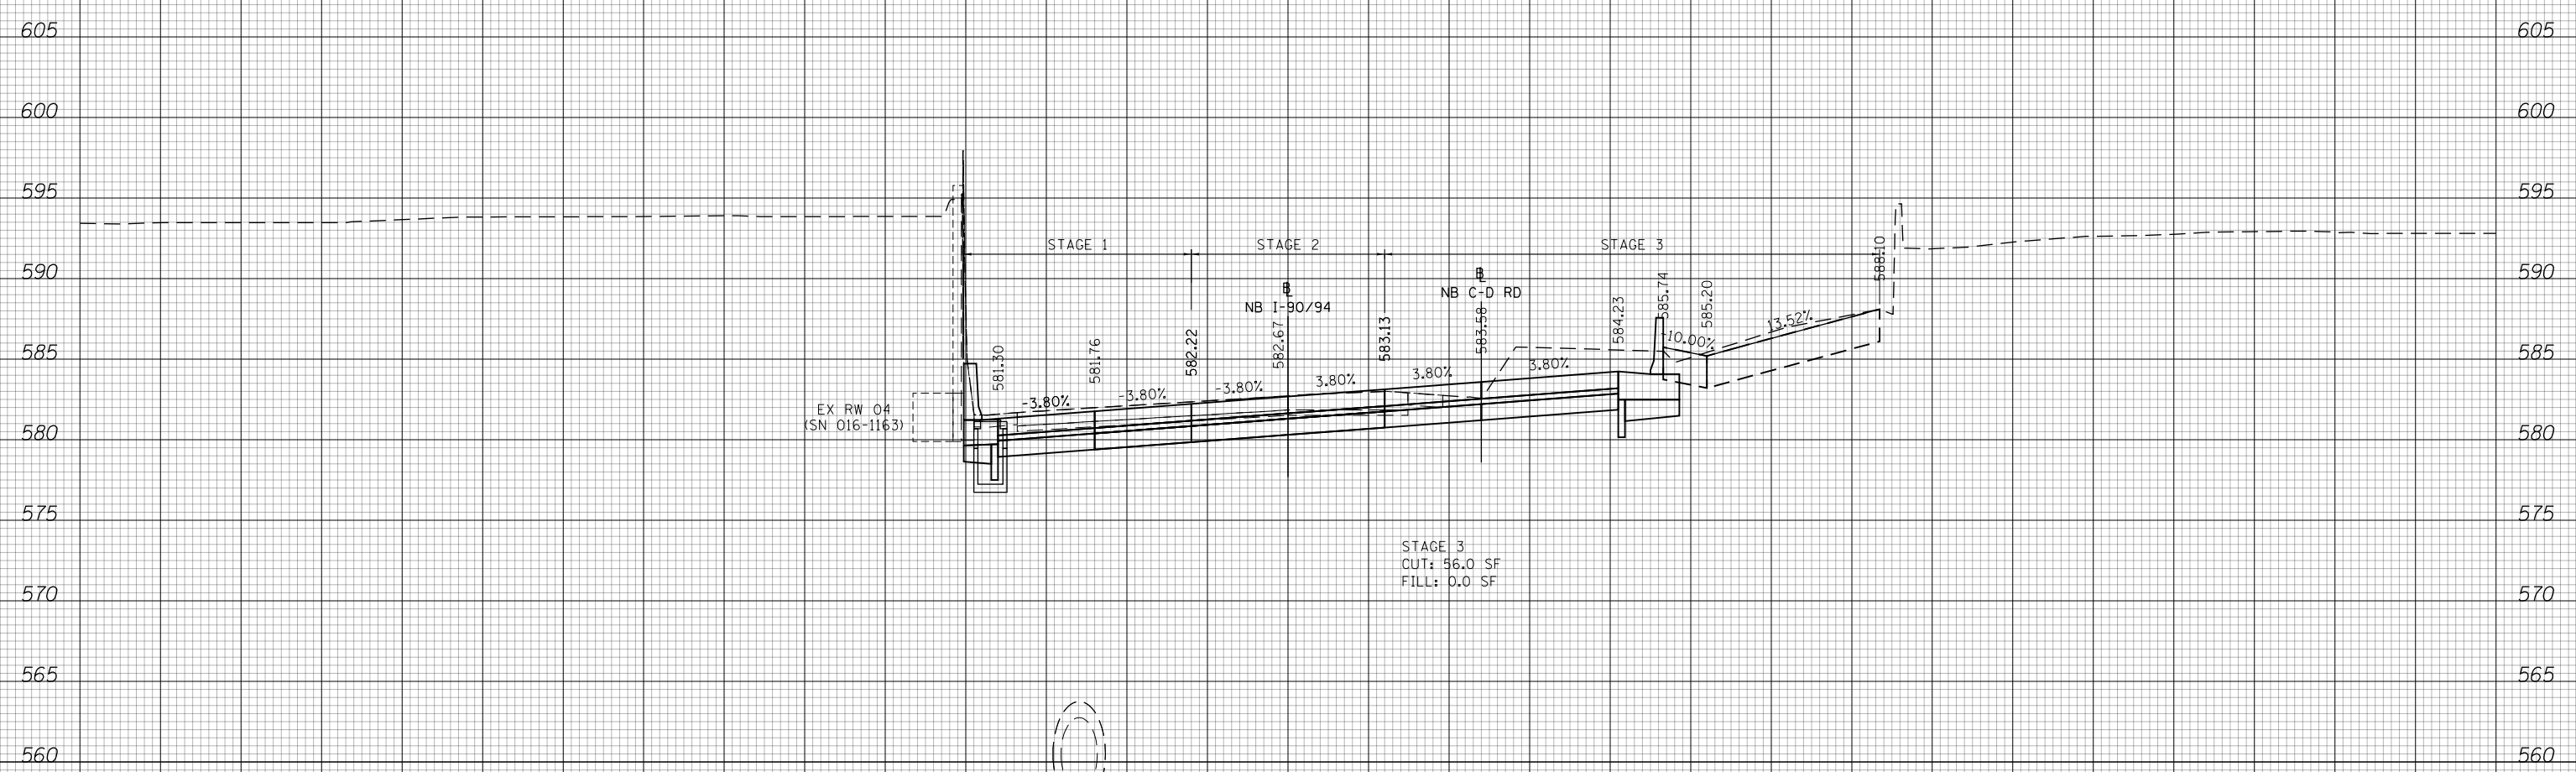 605 605
600 600
595 595
STAGE 1 STAGE 2 STAGE 3
590 590
588.10
585.74
585.20
584.23
NB C-D RD
NB I-90/94
583.58
583.13
582.67
582.22
581.76
581.30
13.52%
-10.00%
585 585
-3.80% -3.80% -3.80% 3.80% 3.80% 3.80%
EX RW 04
(SN 016-1163)
580 580
575 575
STAGE 3
CUT: 56.0 SF
FILL: 0.0 SF
570 570
565 565
560 560